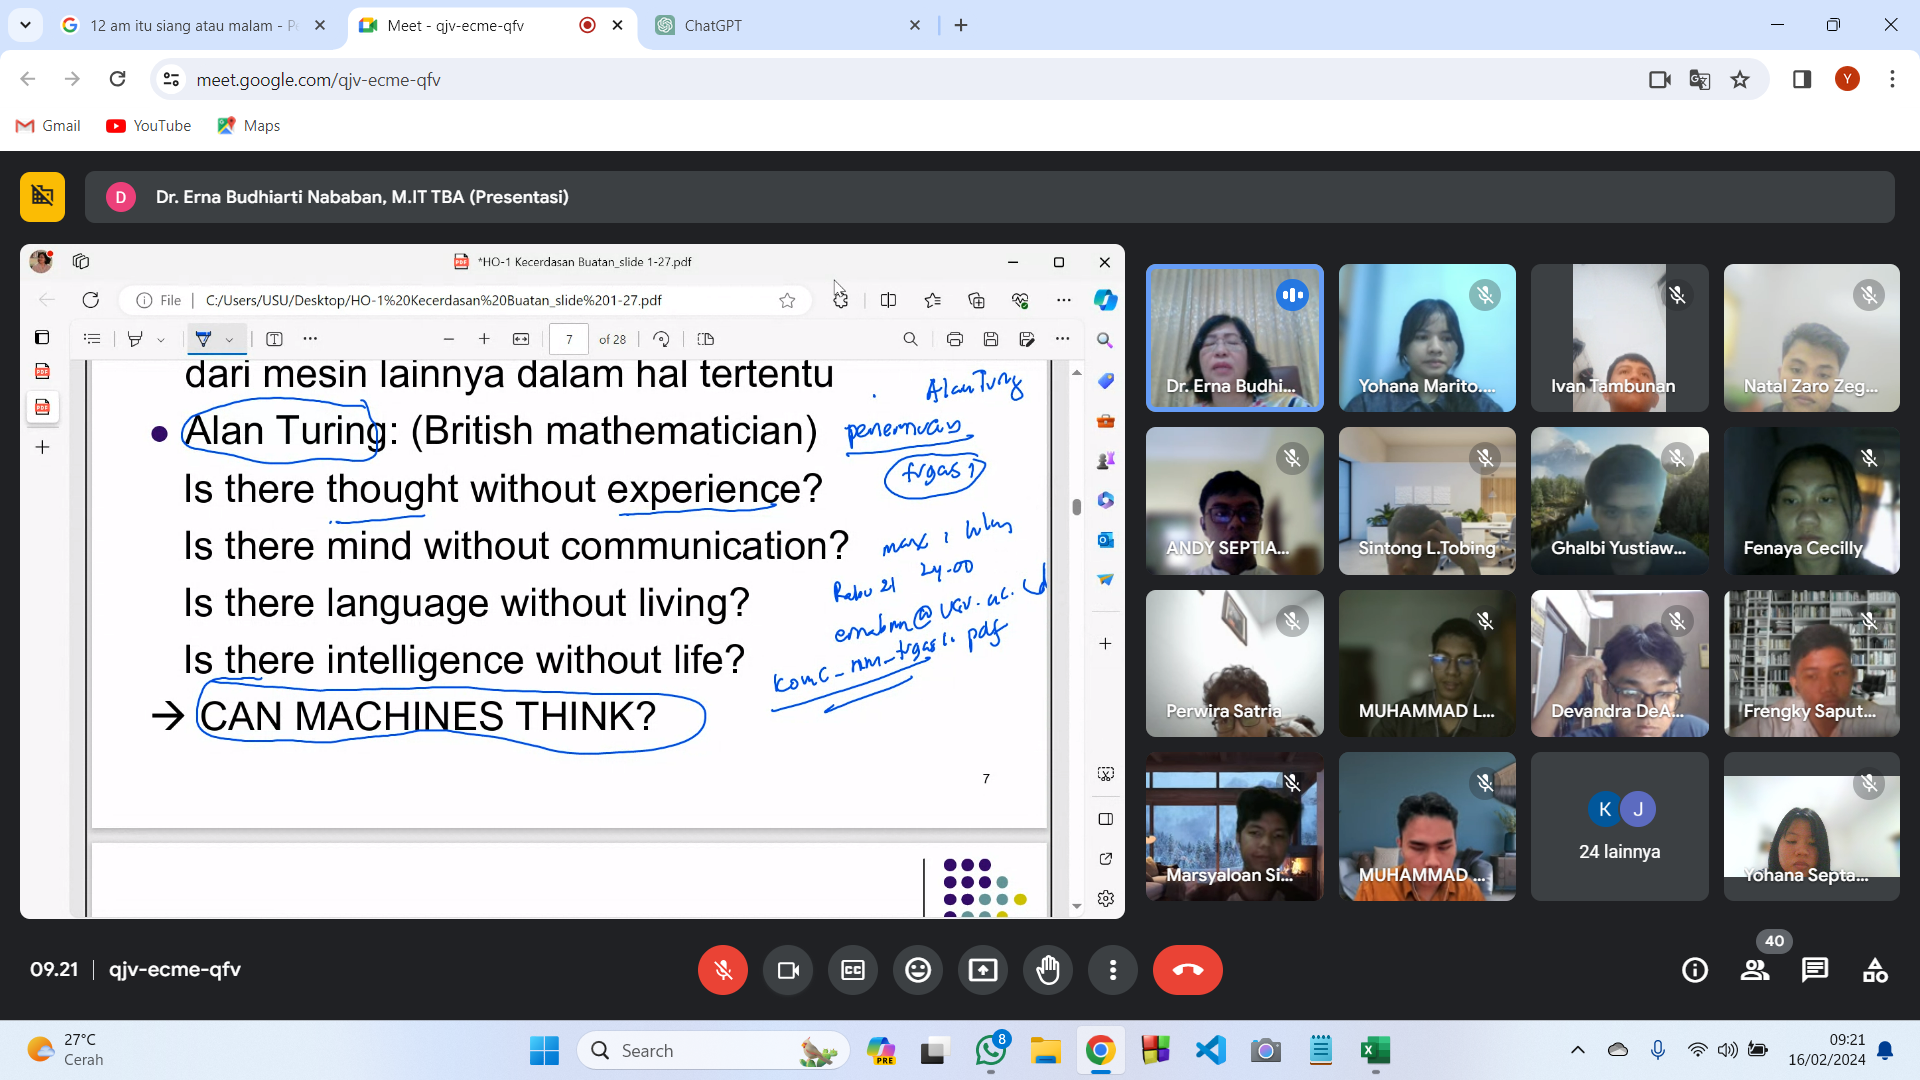 12 am itu siang atau malam - Pe
Meet - qjv-ecme-qfv
ChatGPT
meet.google.com/qjv-ecme-qfv
Y
Gmail
YouTube
Maps
D
Dr. Erna Budhiarti Nababan, M.IT TBA (Presentasi)
*HO-1 Kecerdasan Buatan_slide 1-27.pdf
File
C:/Users/USU/Desktop/HO-1%20Kecerdasan%20Buatan_slide%201-27.pdf
7
of 28
dari mesin lainnya dalam hal tertentu
Alan Turing: (British mathematician)
Is there thought without experience?
Is there mind without communication?
Is there language without living?
Is there intelligence without life?
→ CAN MACHINES THINK?
Alan Turing
penemuan
tugas 1
max 1
Rabu 21 24.00
pdf
7
Dr. Erna Budhi...
Yohana Marito....
Ivan Tambunan
Natal Zaro Zeg...
ANDY SEPTIA...
Sintong L.Tobing
Ghalbi Yustiaw...
Fenaya Cecilly
Perwira Satria
MUHAMMAD L...
Devandra DeA...
Frengky Saput...
Marsyaloan Si...
MUHAMMAD ...
K
J
24 lainnya
Yohana Septa...
09.21
qjv-ecme-qfv
CC
40
27°C
Cerah
Search
PRE
8
09:21
16/02/2024